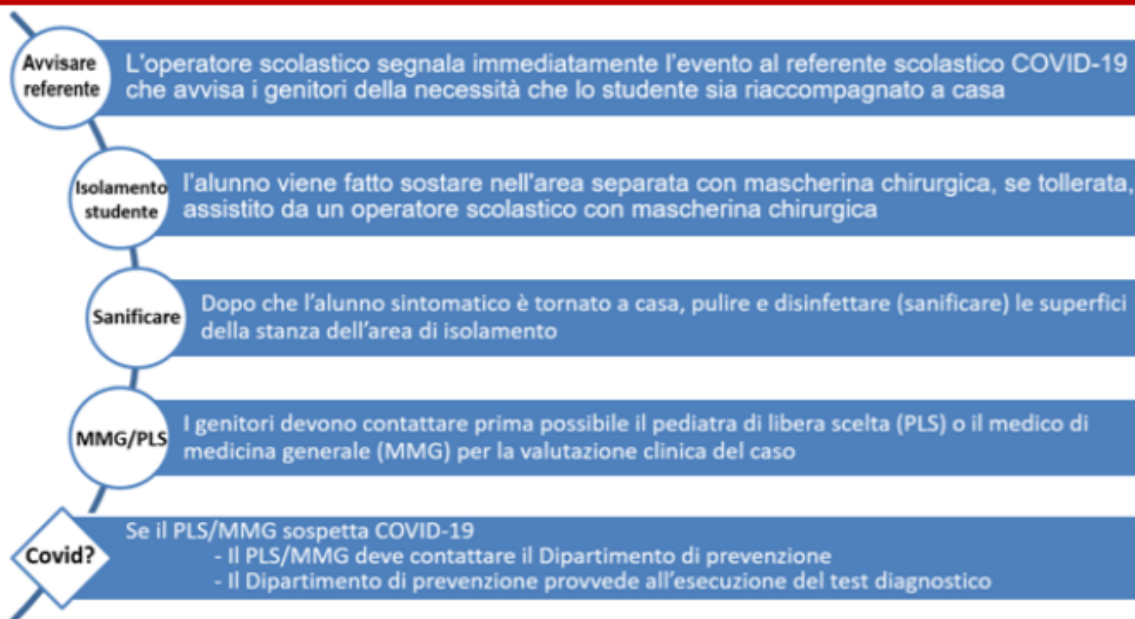 Avvisare
referente
L'operatore scolastico segnala immediatamente l'evento al referente scolastico COVID-19
che avvisa i genitori della necessità che lo studente sia riaccompagnato a casa
Isolamento
studente
l'alunno viene fatto sostare nell'area separata con mascherina chirurgica, se tollerata,
assistito da un operatore scolastico con mascherina chirurgica
Sanificare
Dopo che l'alunno sintomatico è tornato a casa, pulire e disinfettare (sanificare) le superfici
della stanza dell'area di isolamento
MMG/PLS
I genitori devono contattare prima possibile il pediatra di libera scelta (PLS) o il medico di
medicina generale (MMG) per la valutazione clinica del caso
Covid?
Se il PLS/MMG sospetta COVID-19
- Il PLS/MMG deve contattare il Dipartimento di prevenzione
- Il Dipartimento di prevenzione provvede all'esecuzione del test diagnostico